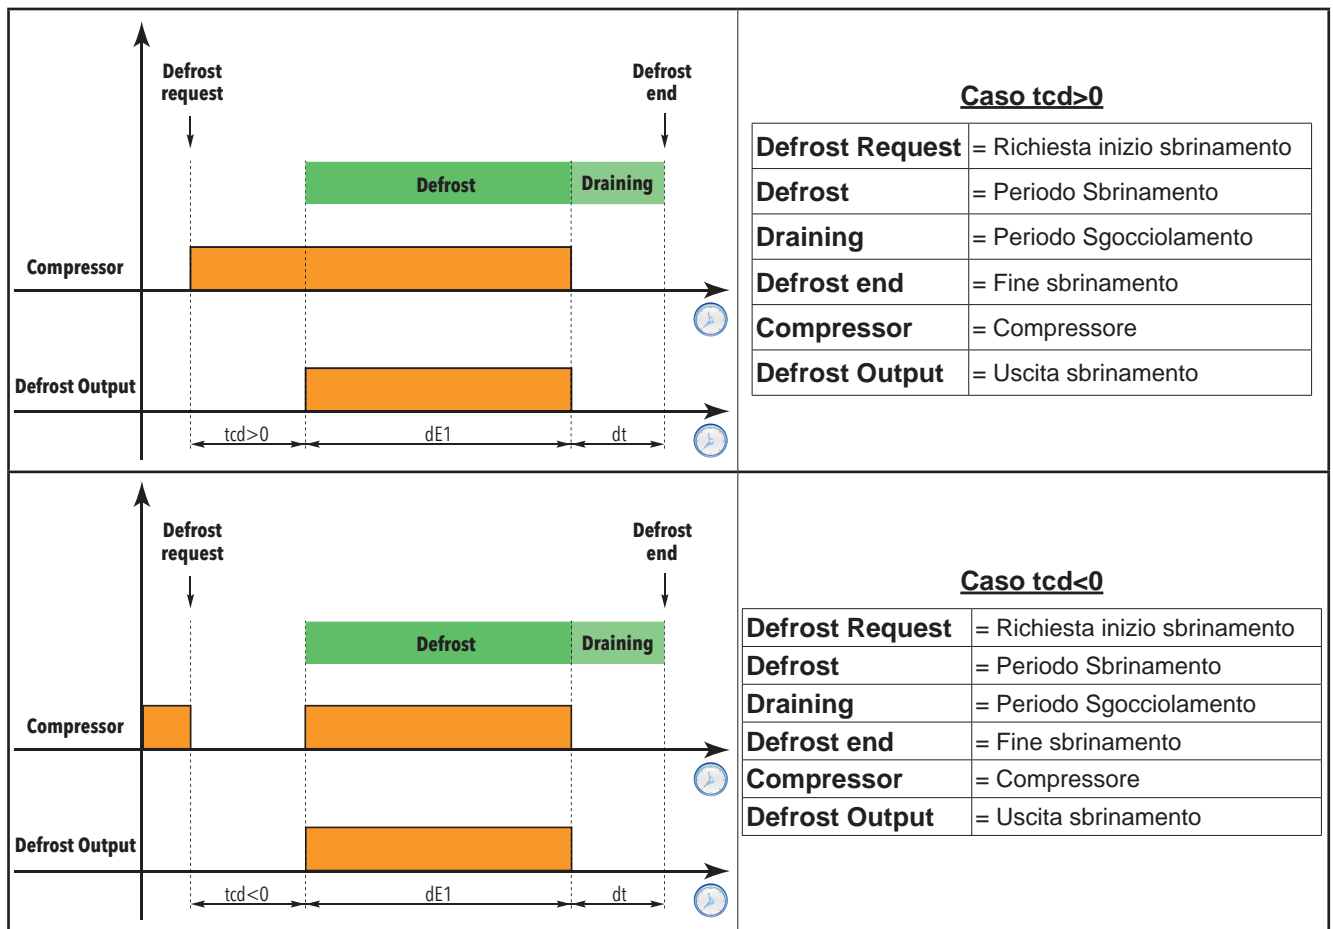 Defrost
request
Defrost
end
Defrost
Draining
Compressor
Defrost Output
tcd>0
dE1
dt
Caso tcd>0
Defrost Request = Richiesta inizio sbrinamento
Defrost = Periodo Sbrinamento
Draining = Periodo Sgocciolamento
Defrost end = Fine sbrinamento
Compressor = Compressore
Defrost Output = Uscita sbrinamento
Defrost
request
Defrost
end
Defrost
Draining
Compressor
Defrost Output
tcd<0
dE1
dt
Caso tcd<0
Defrost Request = Richiesta inizio sbrinamento
Defrost = Periodo Sbrinamento
Draining = Periodo Sgocciolamento
Defrost end = Fine sbrinamento
Compressor = Compressore
Defrost Output = Uscita sbrinamento